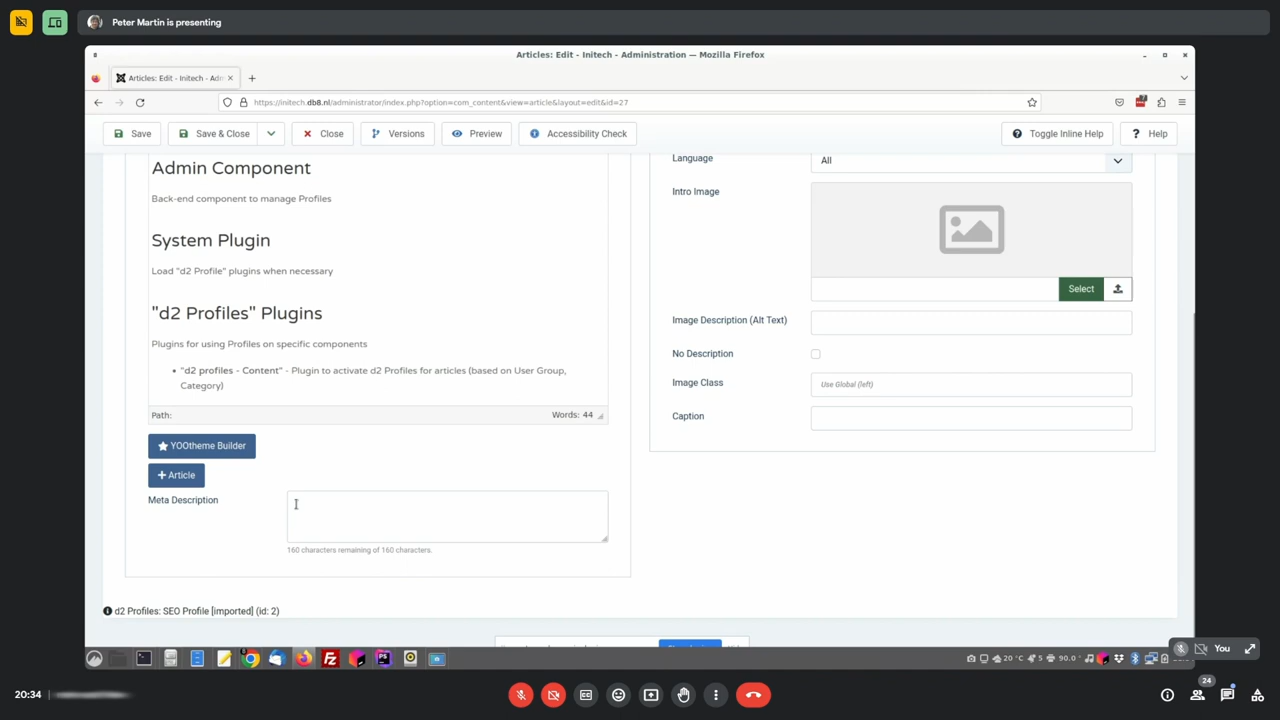 Peter Martin is presenting
Articles: Edit - Initech - Administration — Mozilla Firefox
Articles: Edit - Initech - Adm
https://initech.db8.nl/administrator/index.php?option=com_content&view=article&layout=edit&id=27
Save
Save & Close
Close
Versions
Preview
Accessibility Check
Toggle Inline Help
Help
Admin Component
Back-end component to manage Profiles
System Plugin
Load "d2 Profile" plugins when necessary
"d2 Profiles" Plugins
Plugins for using Profiles on specific components
• "d2 profiles - Content" - Plugin to activate d2 Profiles for articles (based on User Group,
Category)
Path:
Words: 44
YOOtheme Builder
Article
Meta Description
160 characters remaining of 160 characters.
Language
All
Intro Image
Select
Image Description (Alt Text)
No Description
Image Class
Use Global (left)
Caption
d2 Profiles: SEO Profile [imported] (id: 2)
20 °C
5
90.0 °
You
20:34
24